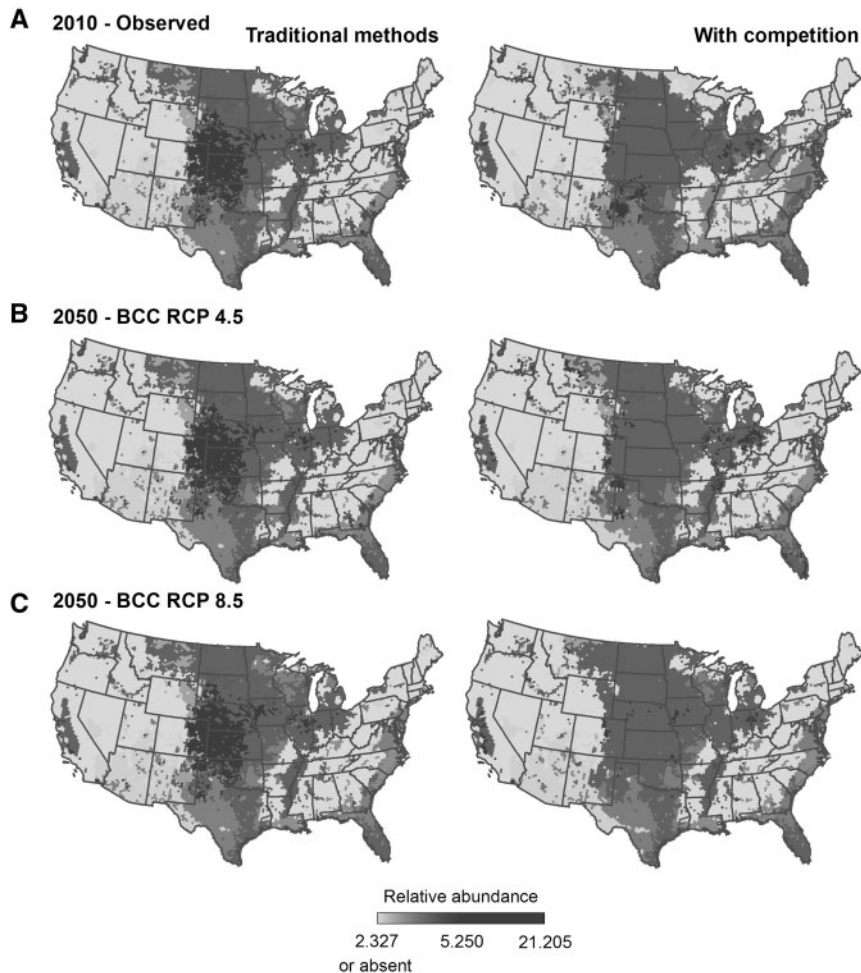 A 2010 - Observed
Traditional methods
With competition
B 2050 - BCC RCP 4.5
C 2050 - BCC RCP 8.5
Relative abundance
2.327 5.250 21.205
or absent